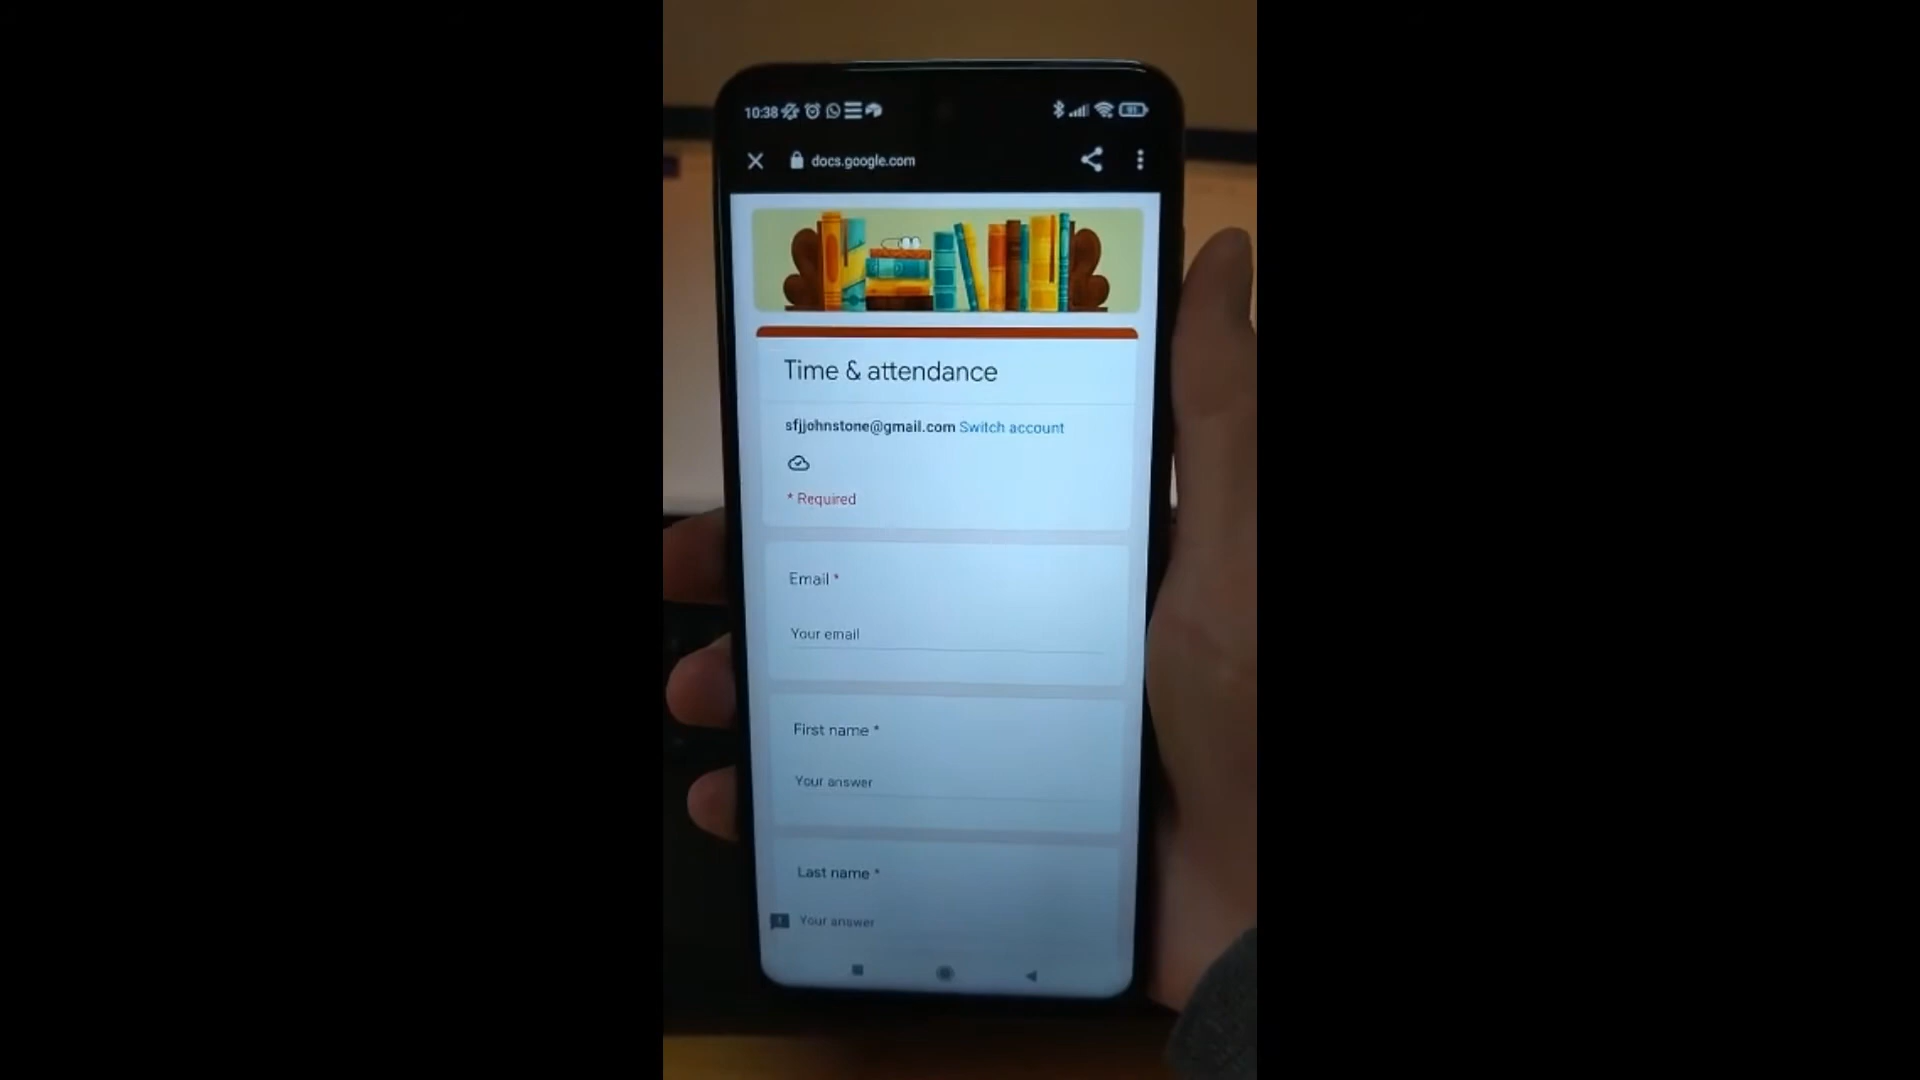 10:38
docs.google.com
Time & attendance
sfjjohnstone@gmail.com Switch account
* Required
Email *
Your email
First name *
Your answer
Last name *
Your answer